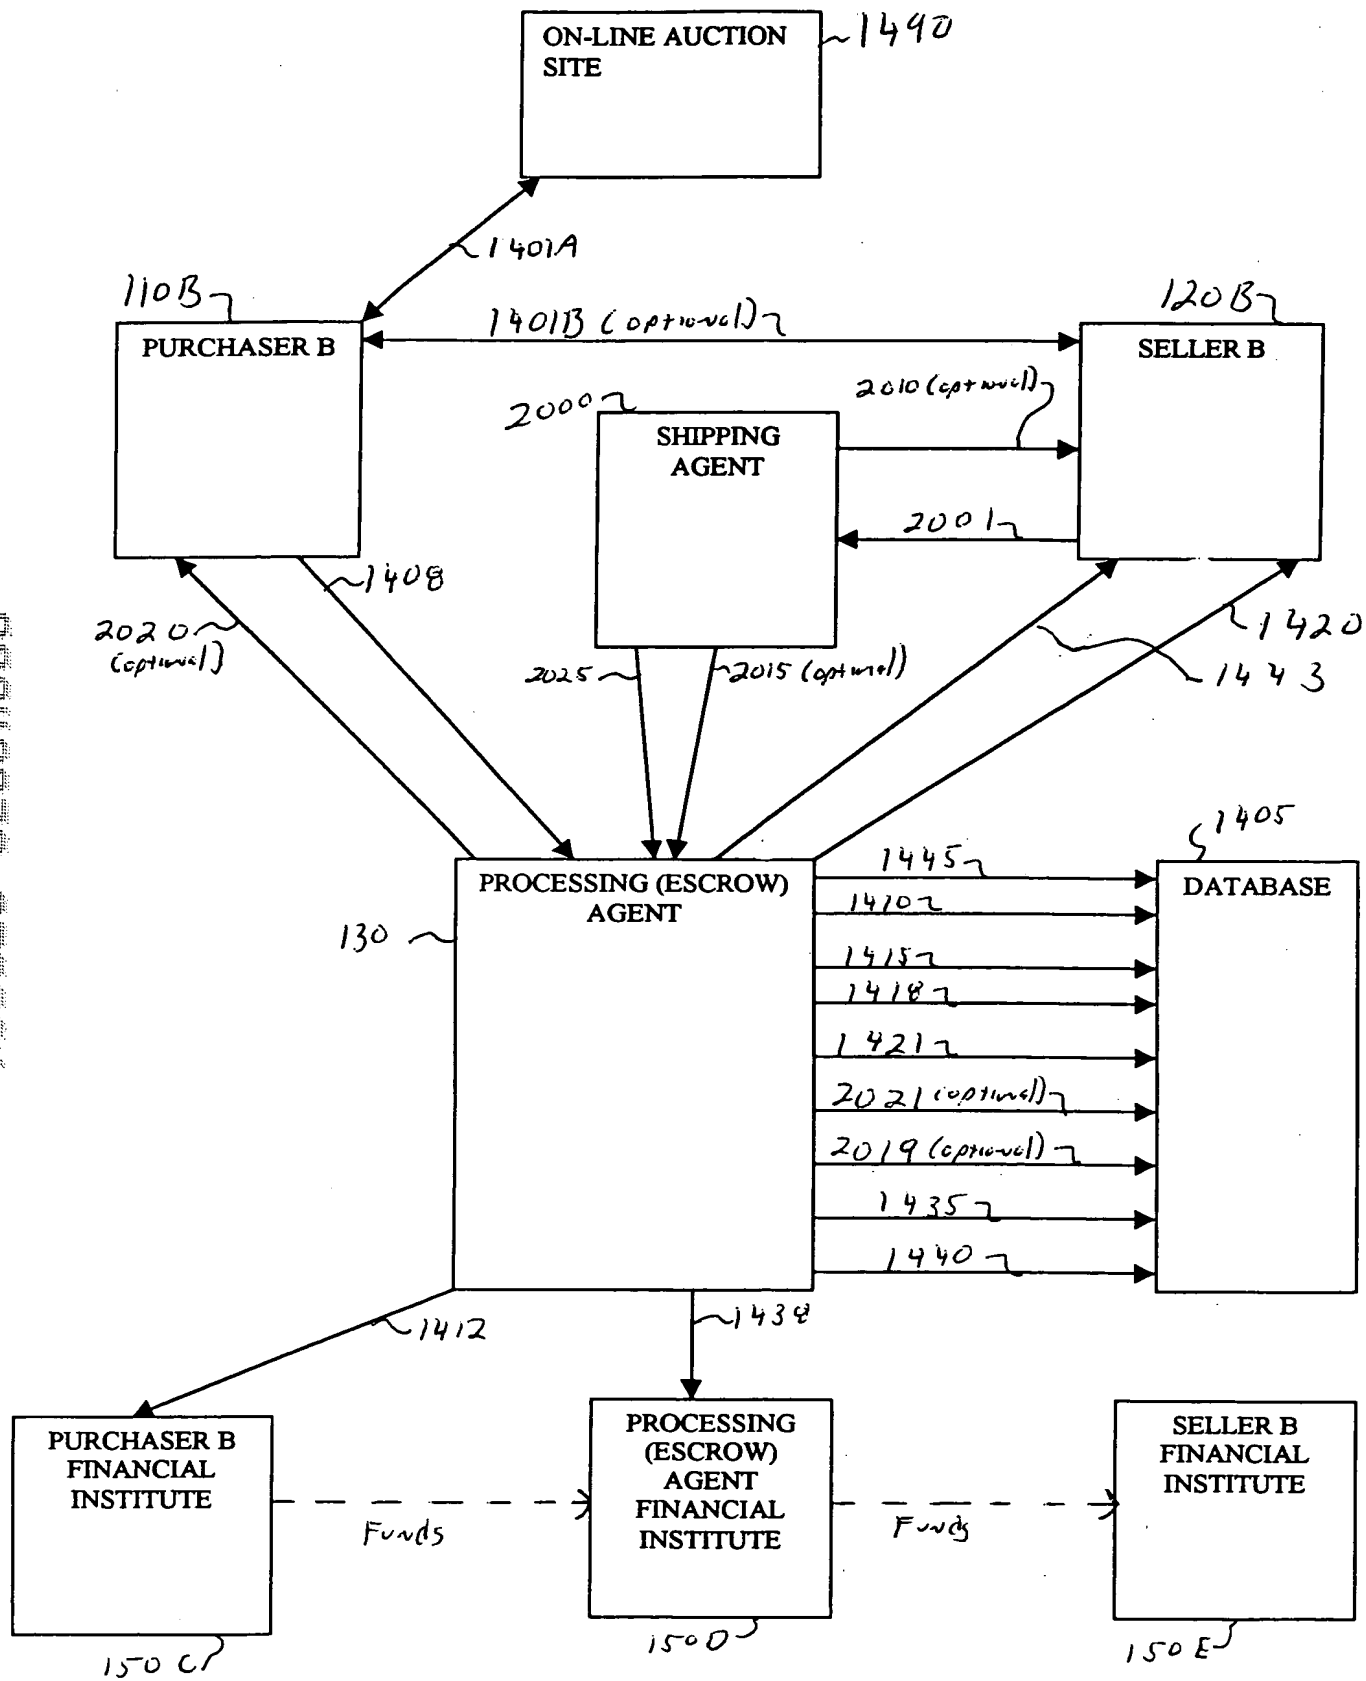 ON-LINE AUCTION
SITE
1490
1401A
110B
1401B (optional)
120B
PURCHASER B
SELLER B
2010 (optional)
2000
SHIPPING
AGENT
2001
1408
2020
(optional)
1420
2025
2015 (optional)
1443
1405
PROCESSING (ESCROW)
AGENT
1445
DATABASE
1410
130
1415
1418
1421
2021 (optional)
2019 (optional)
1435
1440
1412
1438
PURCHASER B
FINANCIAL
INSTITUTE
PROCESSING
(ESCROW)
AGENT
FINANCIAL
INSTITUTE
SELLER B
FINANCIAL
INSTITUTE
Funds
Funds
150C
150D
150E